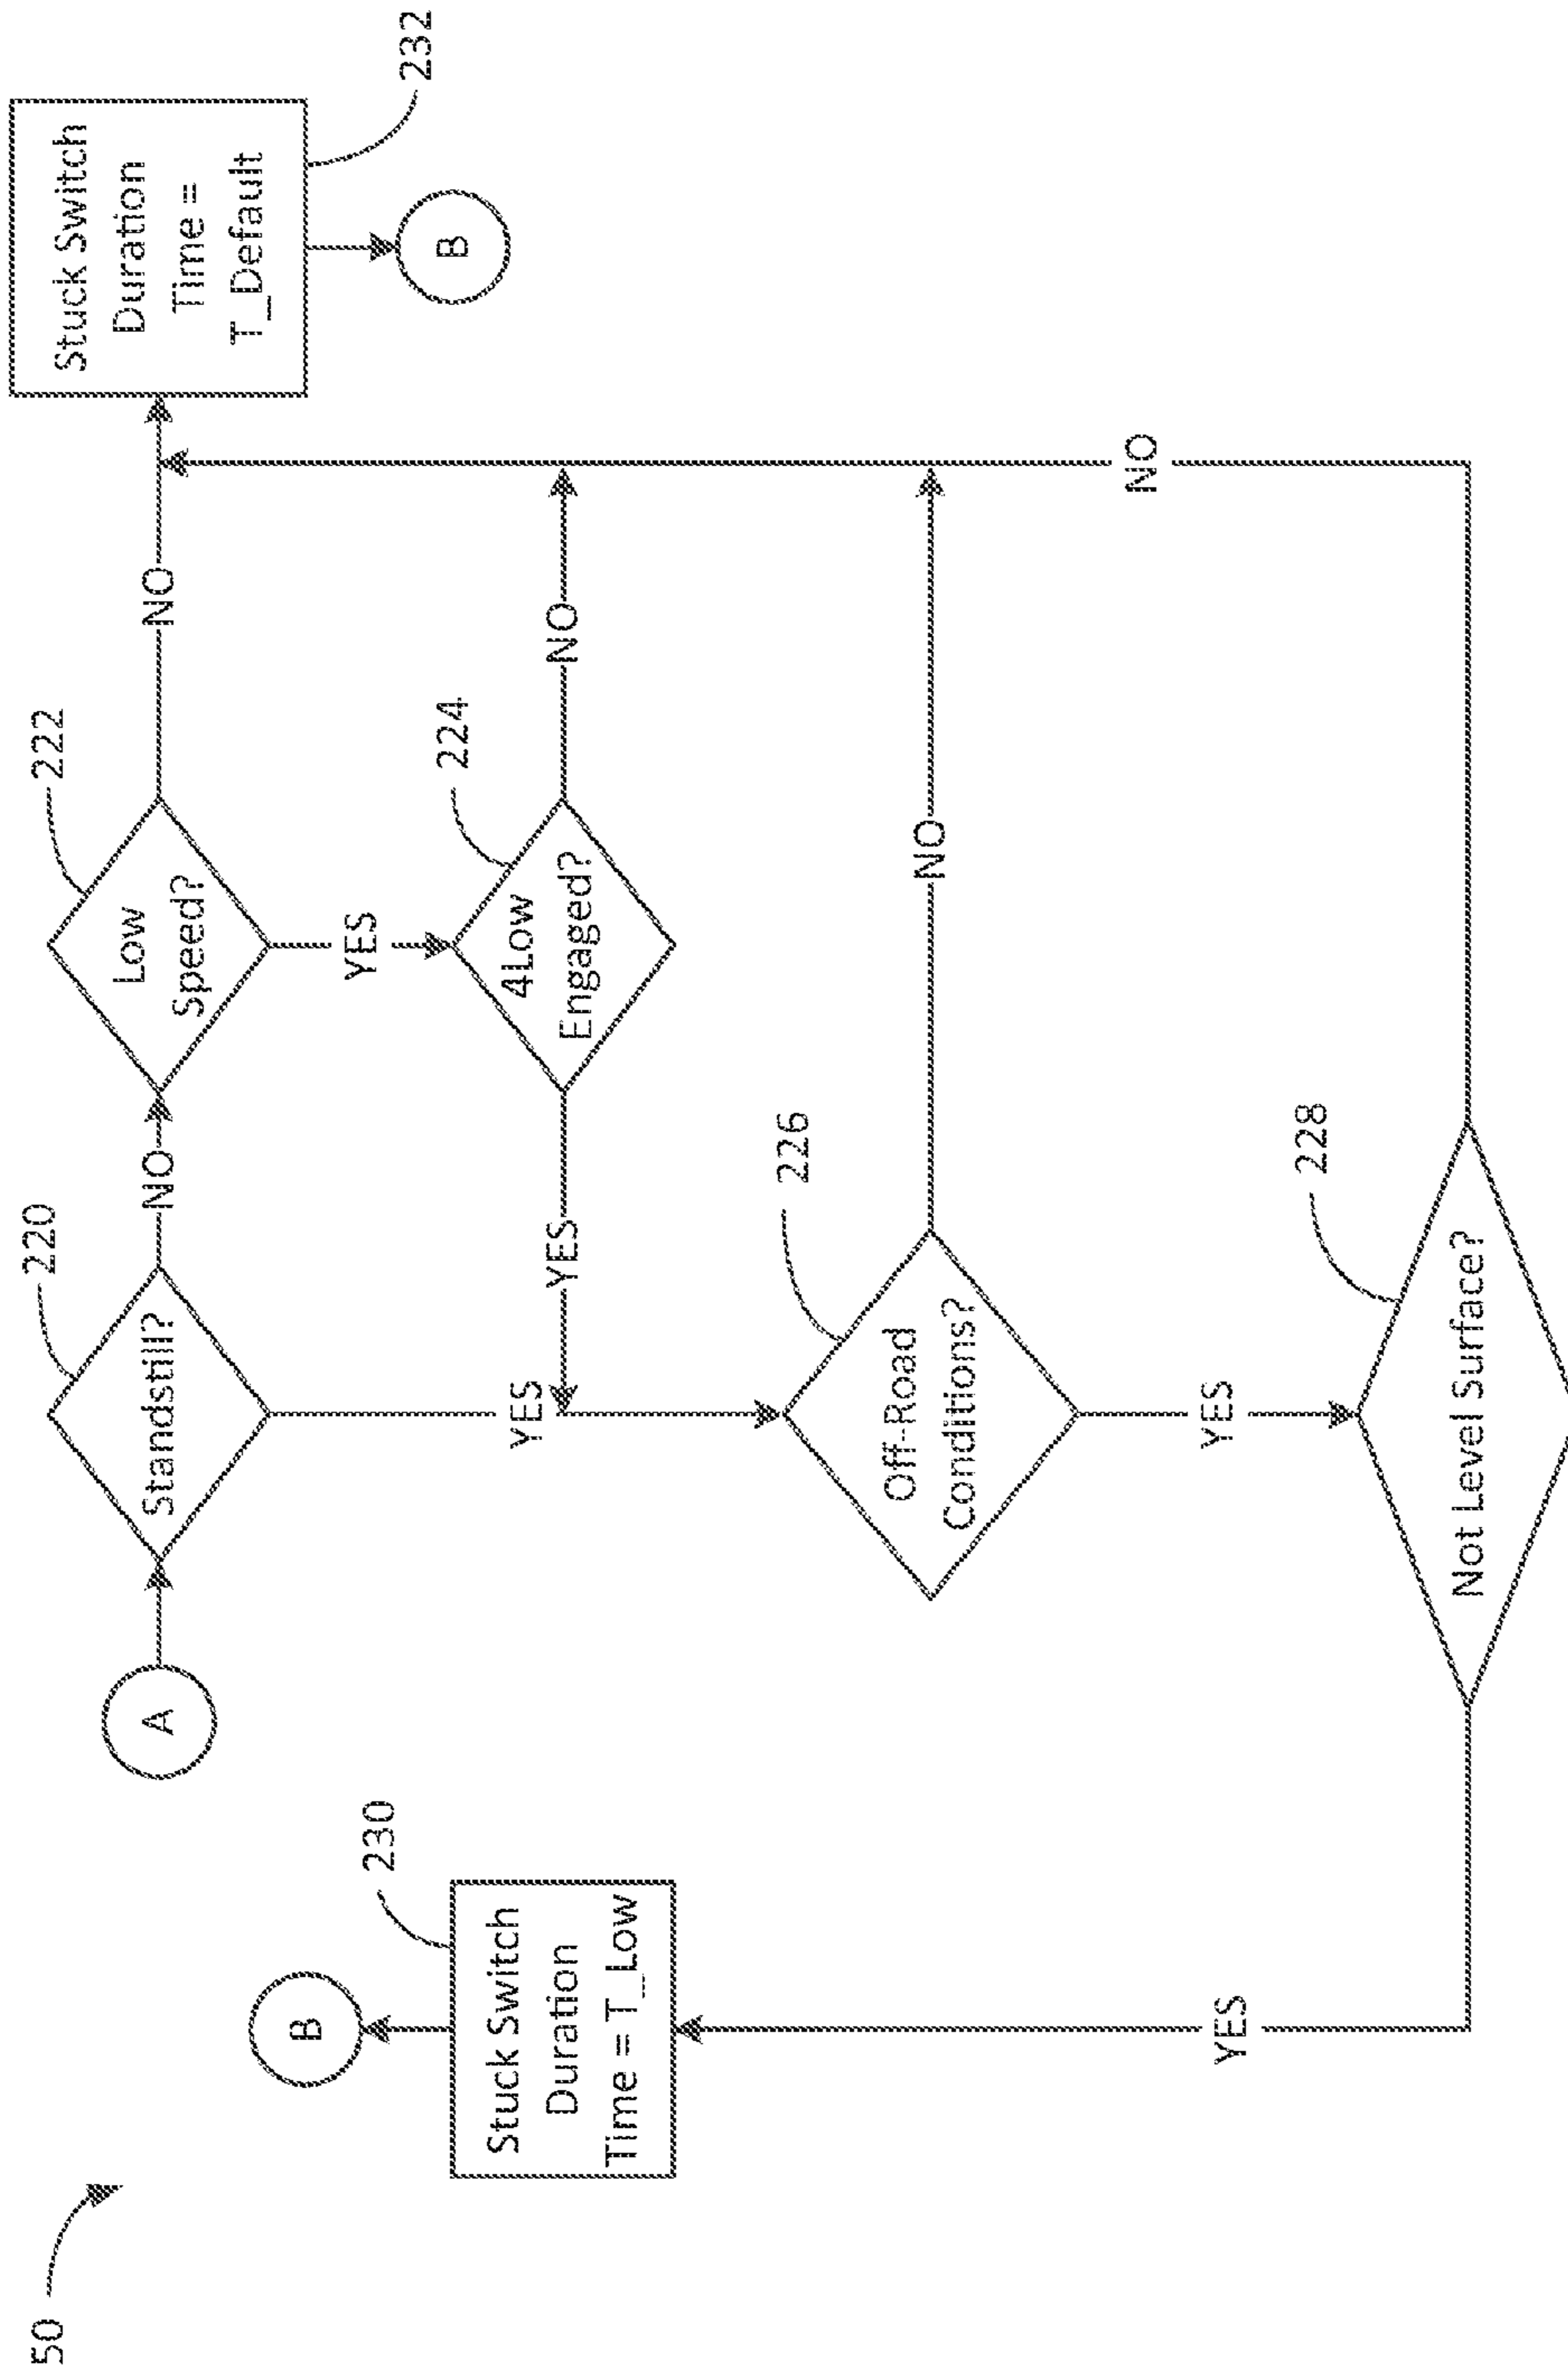 50
A
Standstill?
220
NO
Low
Speed?
222
NO
Stuck Switch
Duration
Time =
T_Default
232
B
YES
YES
4Low
Engaged?
224
NO
YES
Off-Road
Conditions?
226
NO
YES
Not Level Surface?
228
NO
YES
Stuck Switch
Duration
Time = T_Low
230
B